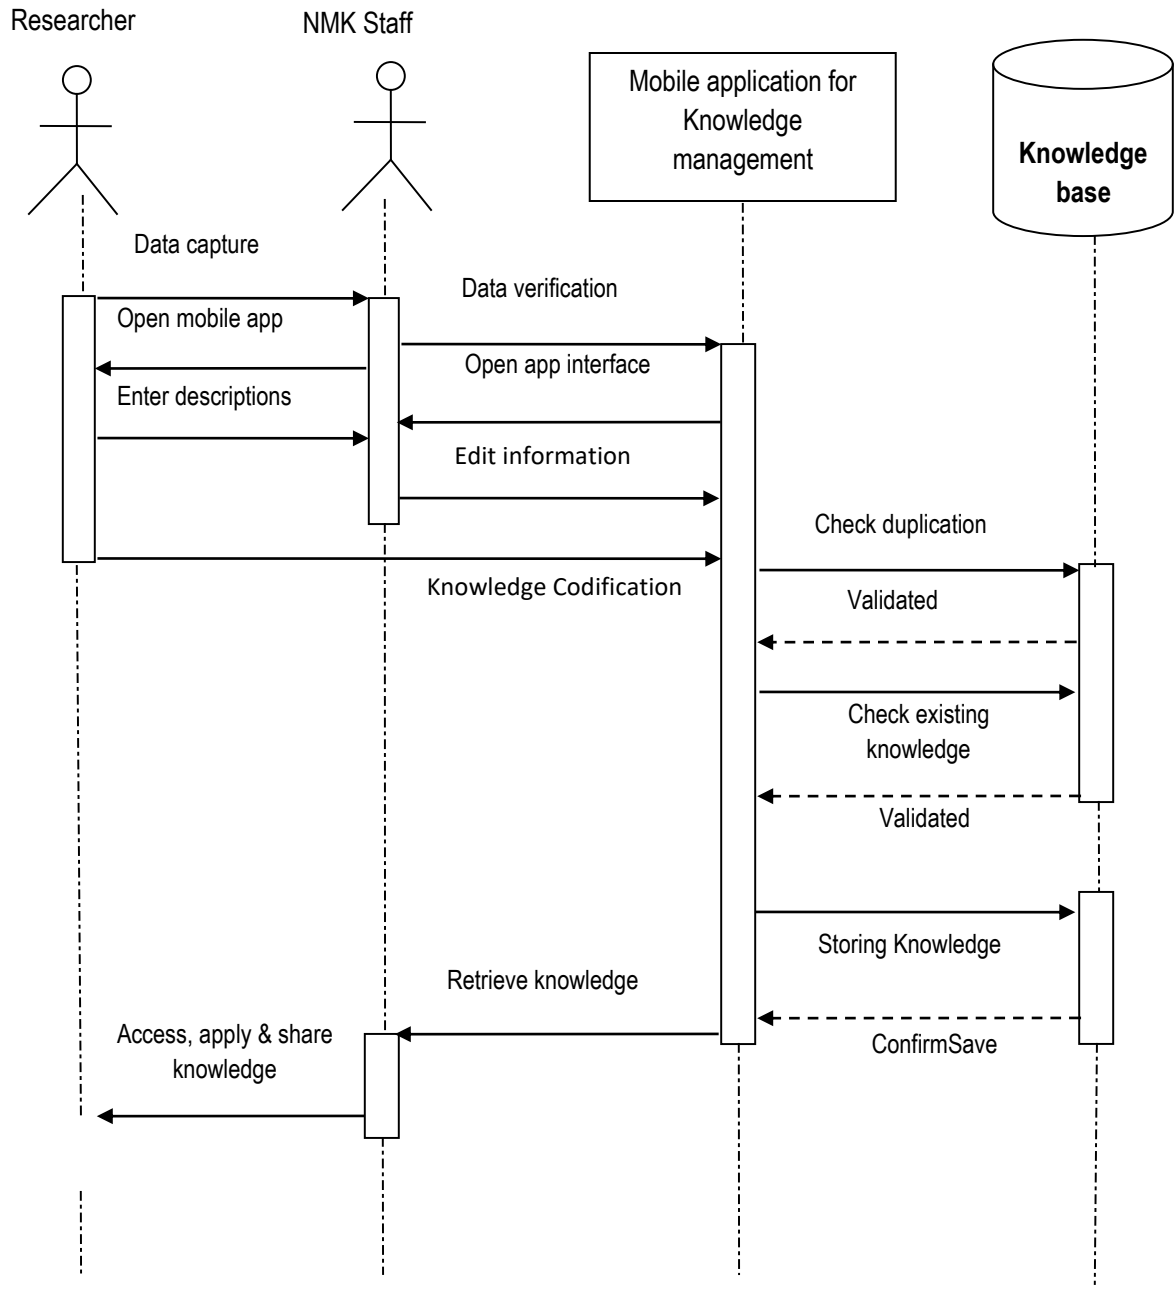 Researcher
NMK Staff
Mobile application for
Knowledge
management
Knowledge
base
Data capture
Data verification
Open mobile app
Open app interface
Enter descriptions
Edit information
Check duplication
Knowledge Codification
Validated
Check existing
knowledge
Validated
Storing Knowledge
Retrieve knowledge
Access, apply & share
knowledge
ConfirmSave